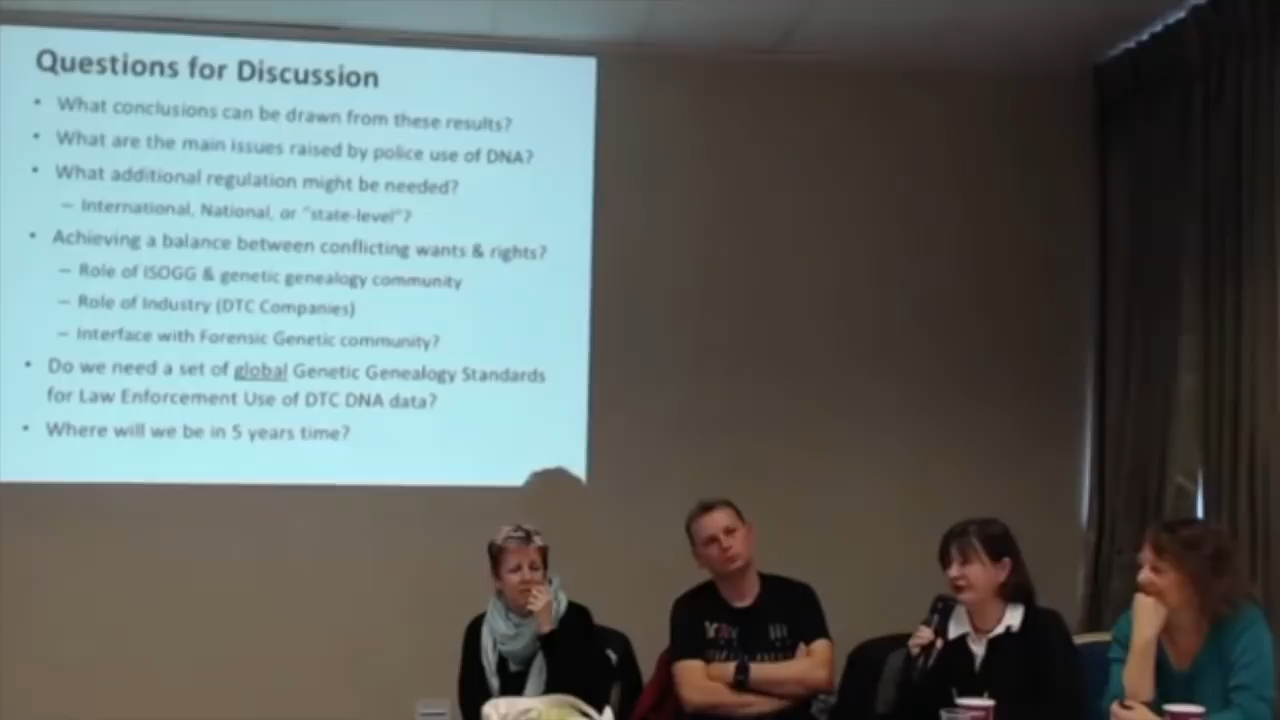 Questions for Discussion
• What conclusions can be drawn from these results?
• What are the main issues raised by police use of DNA?
• What additional regulation might be needed?
– International, National, or "state-level"?
• Achieving a balance between conflicting wants & rights?
– Role of ISOGG & genetic genealogy community
– Role of Industry (DTC Companies)
– Interface with Forensic Genetic community?
• Do we need a set of global Genetic Genealogy Standards
for Law Enforcement Use of DTC DNA data?
• Where will we be in 5 years time?